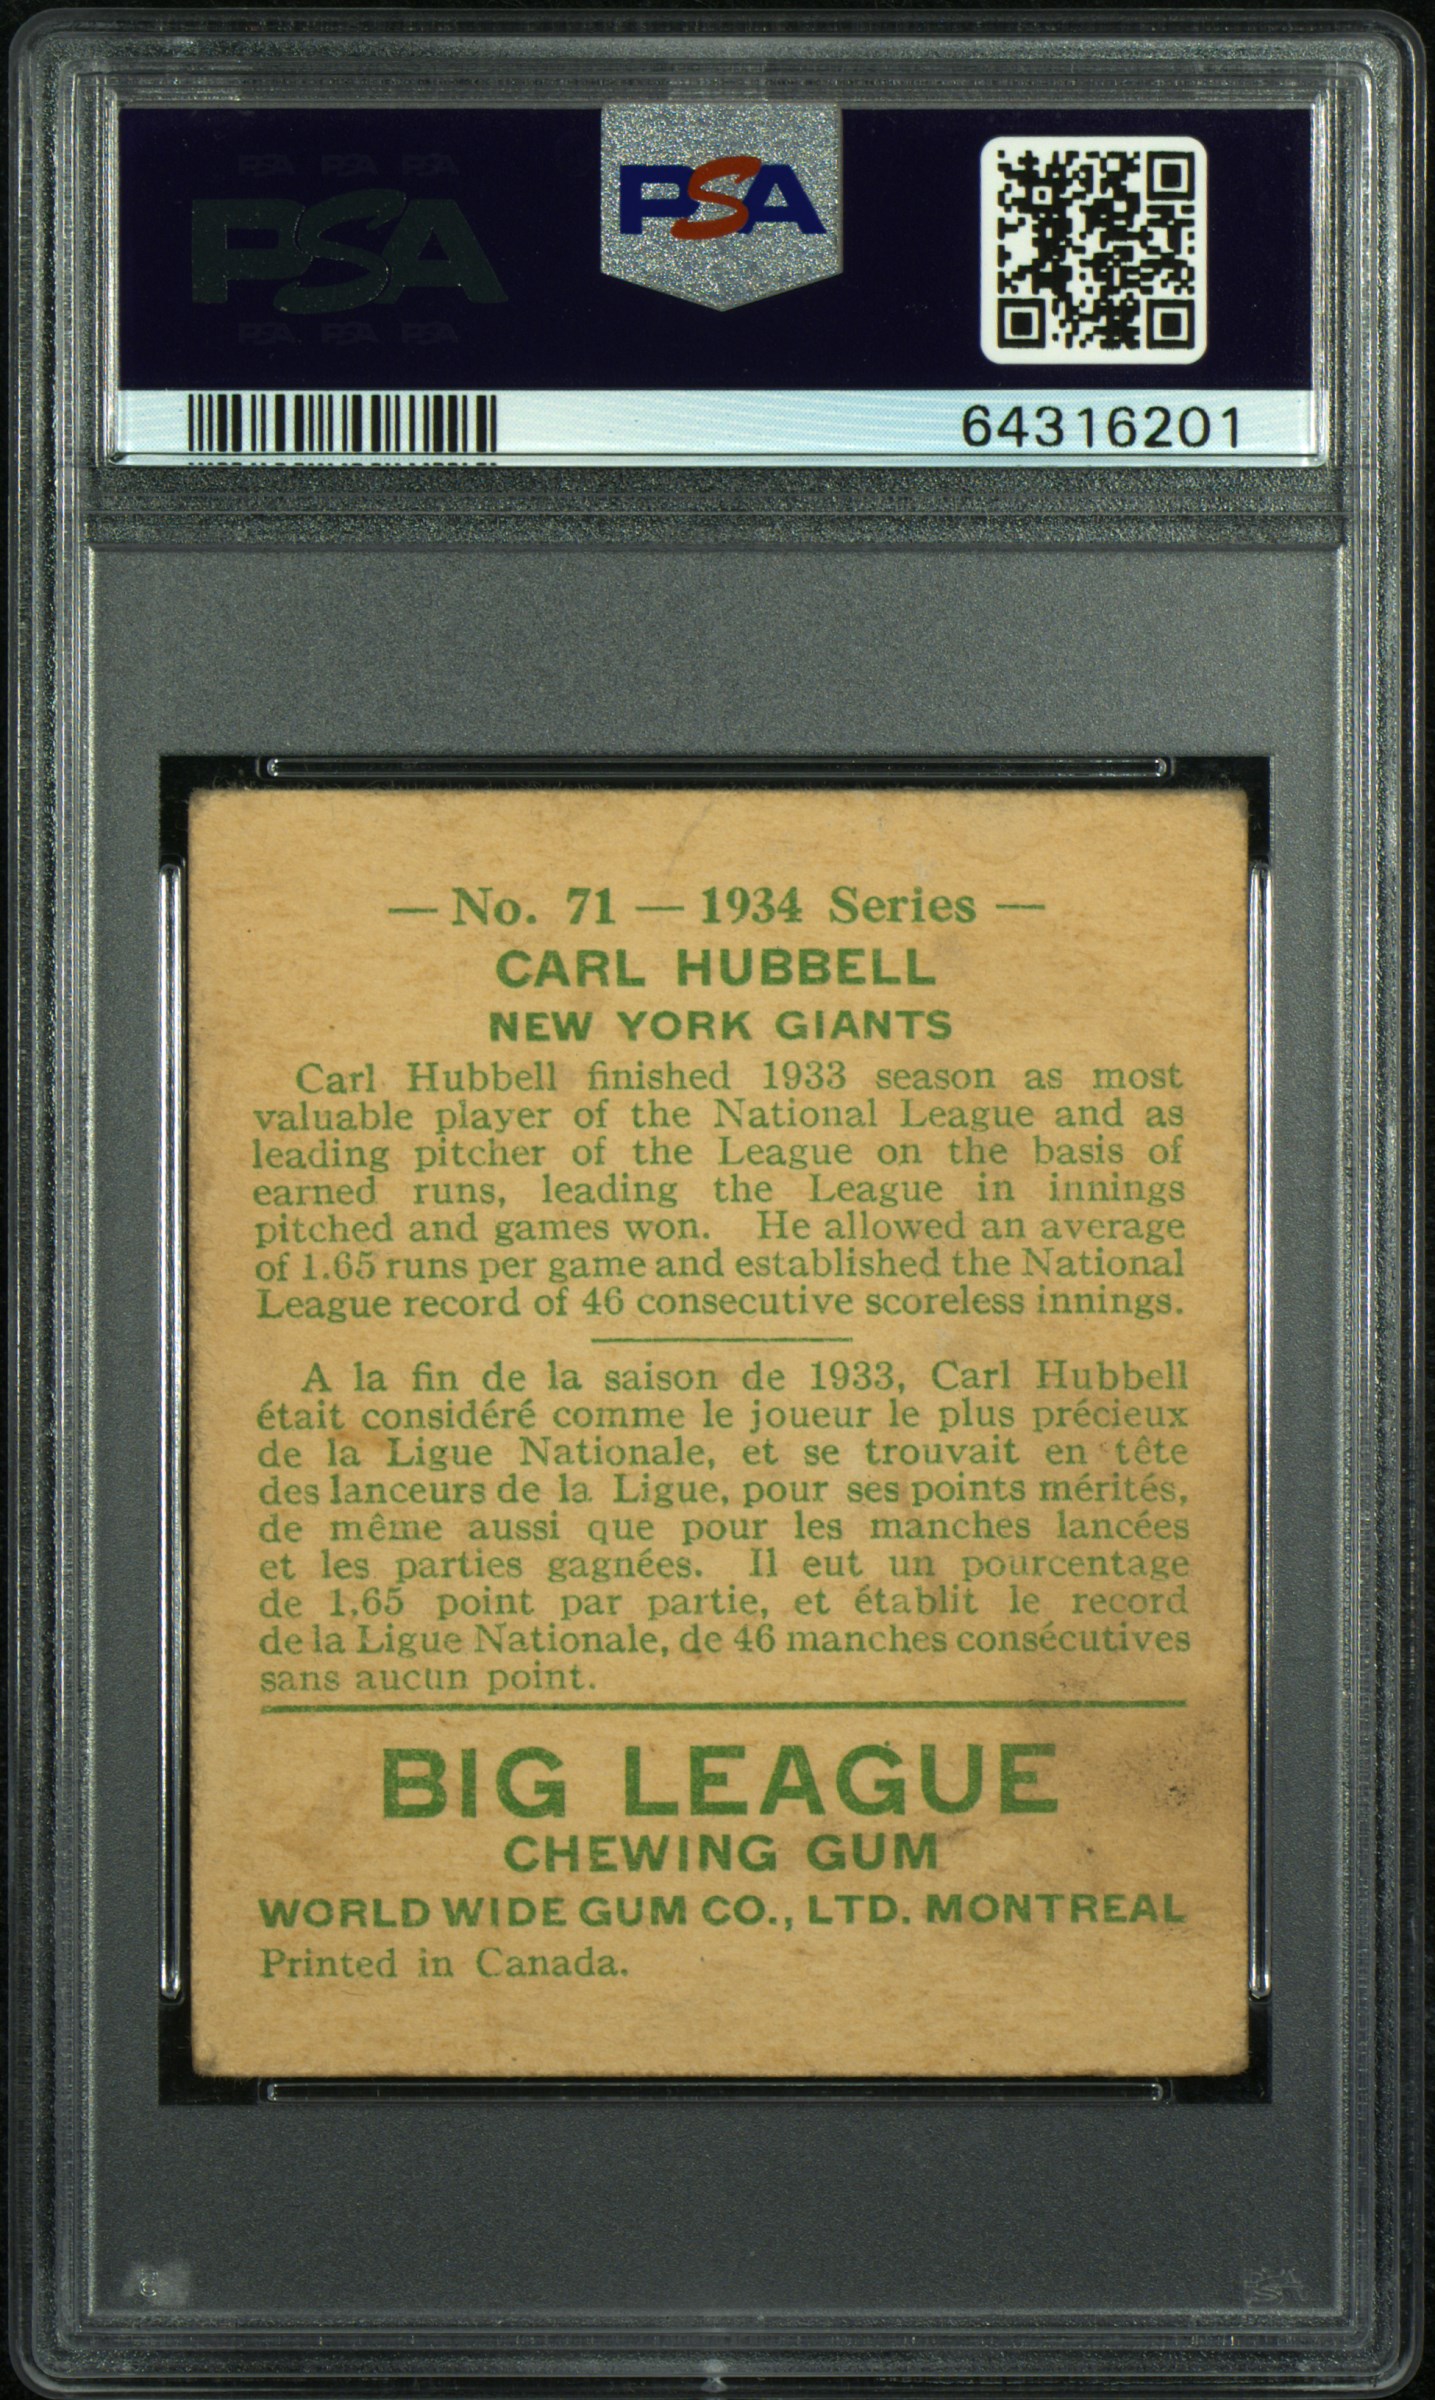 PSA PSA PSA
PSA
PSA PSA PSA
PSA
64316201
— No. 71 — 1934 Series —
CARL HUBBELL
NEW YORK GIANTS
Carl Hubbell finished 1933 season as most
valuable player of the National League and as
leading pitcher of the League on the basis of
earned runs, leading the League in innings
pitched and games won. He allowed an average
of 1.65 runs per game and established the National
League record of 46 consecutive scoreless innings.
A la fin de la saison de 1933, Carl Hubbell
était considéré comme le joueur le plus précieux
de la Ligue Nationale, et se trouvait en tête
des lanceurs de la Ligue, pour ses points mérités,
de même aussi que pour les manches lancées
et les parties gagnées. Il eut un pourcentage
de 1,65 point par partie, et établit le record
de la Ligue Nationale, de 46 manches consécutives
sans aucun point.
BIG LEAGUE
CHEWING GUM
WORLD WIDE GUM CO., LTD. MONTREAL
Printed in Canada.
PSA